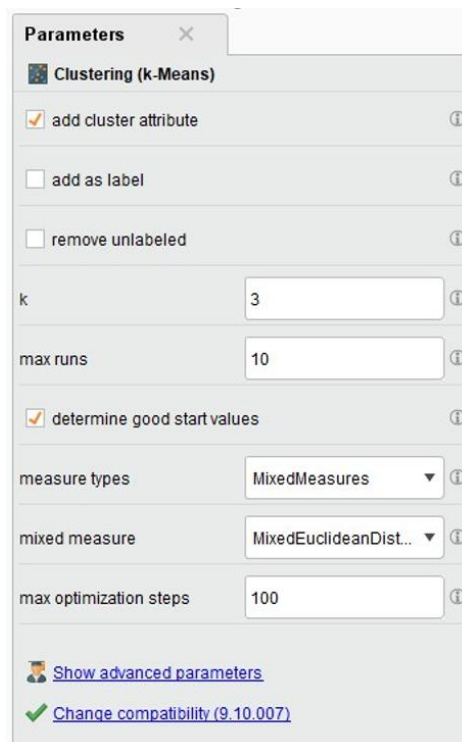 Parameters
Clustering (k-Means)
add cluster attribute
add as label
remove unlabeled
k 3
max runs 10
determine good start values
measure types MixedMeasures
mixed measure MixedEuclideanDist...
max optimization steps 100
Show advanced parameters
Change compatibility (9.10.007)